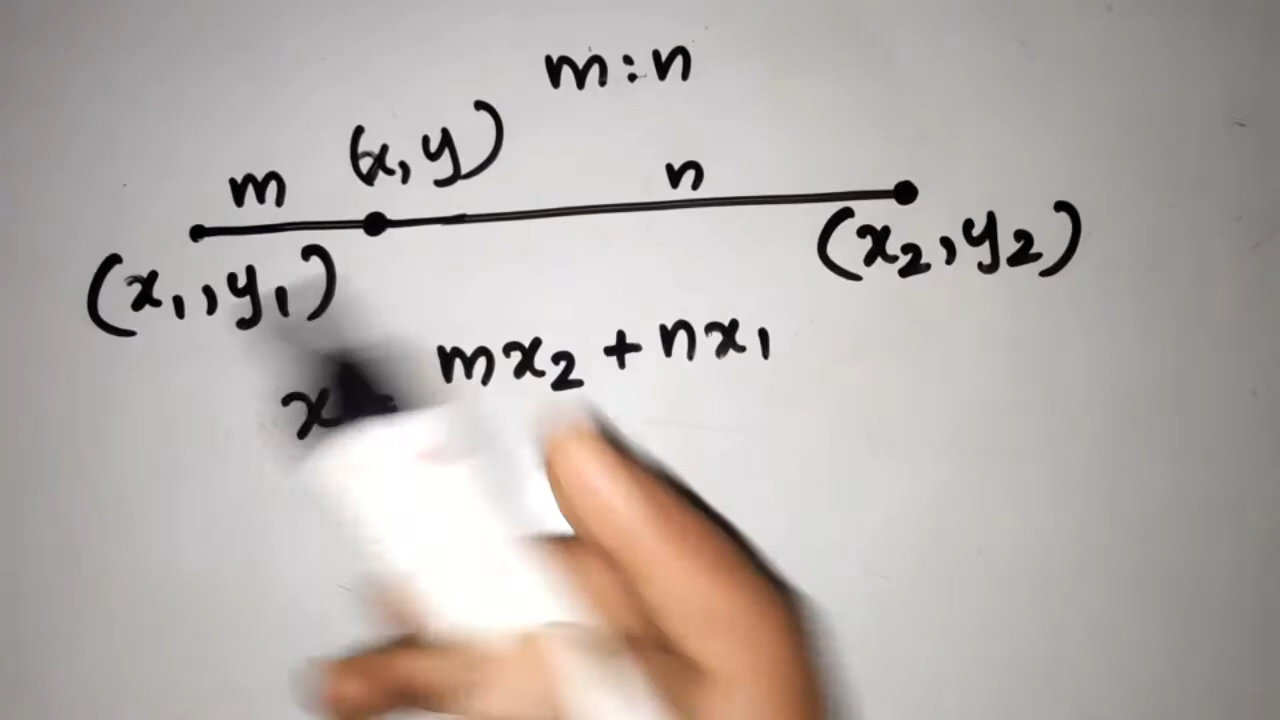 m:n
m (x,y) n
(x₁,y₁) (x₂,y₂)
x mx₂ + nx₁